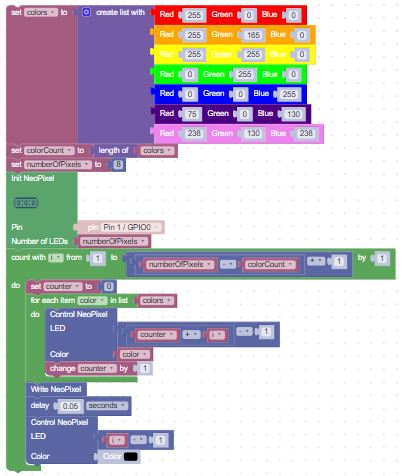 set colors to create list with Red 255 Green 0 Blue 0
Red 255 Green 165 Blue 0
Red 255 Green 255 Blue 0
Red 0 Green 255 Blue 0
Red 0 Green 0 Blue 255
Red 75 Green 0 Blue 130
Red 238 Green 130 Blue 238
set colorCount to length of colors
set numberOfPixels to 8
Init NeoPixel
Pin pin Pin 1 / GPIO0
Number of LEDs numberOfPixels
count with i from 1 to numberOfPixels - colorCount + 1 by 1
do set counter to 0
for each item color in list colors
do Control NeoPixel
LED counter + i - 1
Color color
change counter by 1
Write NeoPixel
delay 0.05 seconds
Control NeoPixel
LED i - 1
Color Color